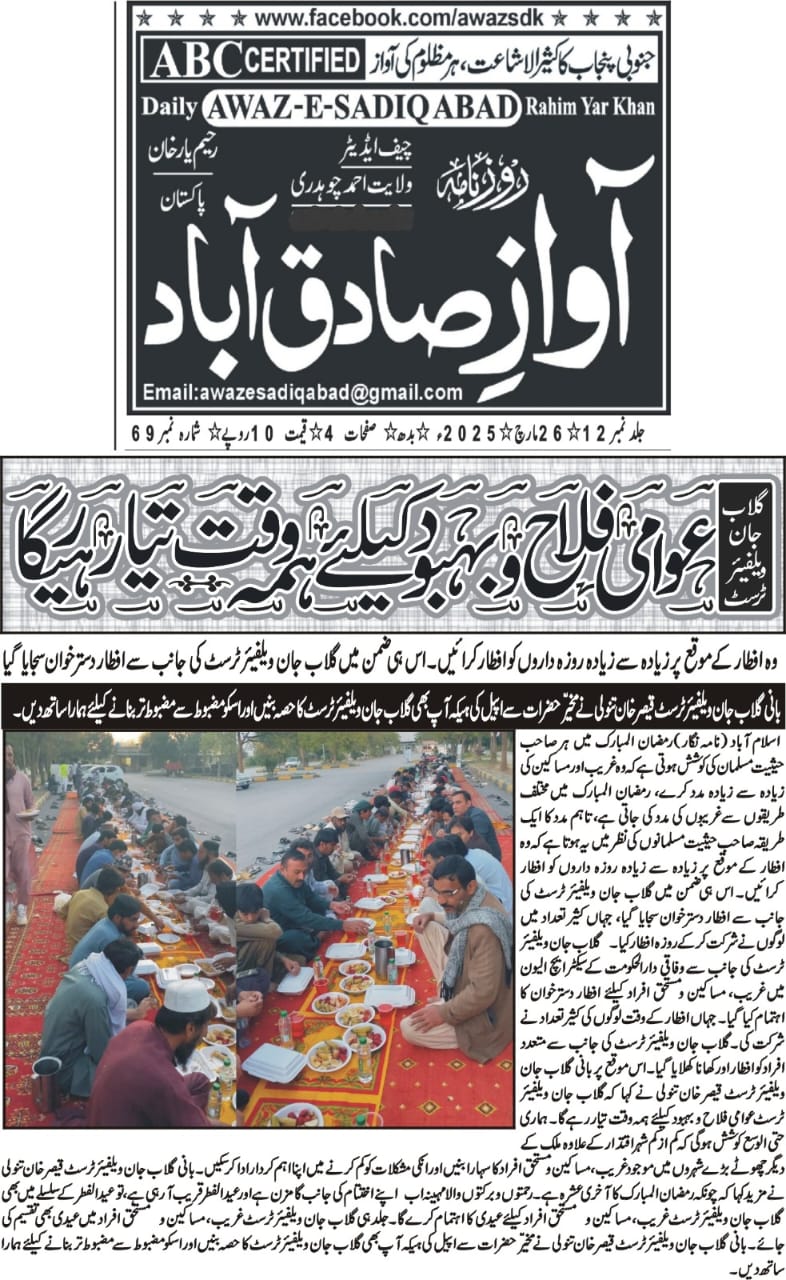 www.facebook.com/awazsdk
ABC CERTIFIED جنوبی پنجاب کا کثیر الاشاعت، ہر مظلوم کی آواز
Daily AWAZ-E-SADIQ ABAD Rahim Yar Khan
روزنامہ
چیف ایڈیٹر
ولایت احمد چوہدری
رحیم یار خان
پاکستان
آوازِ صادق آباد
Email:awazesadiqabad@gmail.com
جلد نمبر 12☆26 مارچ☆2025ء☆بدھ☆صفحات 4☆قیمت 10روپے☆شمارہ نمبر 69
گلاب
جان
ویلفیئر
ٹرسٹ
عوامی فلاح و بہبود کیلئے ہمہ وقت تیار رہیگا
وہ افطار کے موقع پر زیادہ سے زیادہ روزہ داروں کو افطار کرائیں۔ اس ہی ضمن میں گلاب جان ویلفیئر ٹرسٹ کی جانب سے افطار دسترخوان سجایا گیا
بانی گلاب جان ویلفیئر ٹرسٹ قیصر خان تنولی نے مخیر حضرات سے اپیل کی ہیکہ آپ بھی گلاب جان ویلفیئر ٹرسٹ کا حصہ بنیں اور اسکو مضبوط سے مضبوط تر بنانے کیلئے ہمارا ساتھ دیں۔
اسلام آباد (نامہ نگار) رمضان المبارک میں ہر صاحب
حیثیت مسلمان کی کوشش ہوتی ہے کہ وہ غریب اور مساکین کی
زیادہ سے زیادہ مدد کرے، رمضان المبارک میں مختلف
طریقوں سے غریبوں کی مدد کی جاتی ہے، تاہم مدد کا ایک
طریقہ صاحب حیثیت مسلمانوں کی نظر میں یہ ہوتا ہے کہ وہ
افطار کے موقع پر زیادہ سے زیادہ روزہ داروں کو افطار
کرائیں۔ اس ہی ضمن میں گلاب جان ویلفیئر ٹرسٹ کی
جانب سے افطار دسترخوان سجایا گیا، جہاں کثیر تعداد میں
لوگوں نے شرکت کر کے روزہ افطار کیا۔ گلاب جان ویلفیئر
ٹرسٹ کی جانب سے وفاقی دارالحکومت کے سیکٹر ایچ الیون
میں غریب، مساکین و مستحق افراد کیلئے افطار دسترخوان کا
اہتمام کیا گیا۔ جہاں افطار کے وقت لوگوں کی کثیر تعداد نے
شرکت کی۔ گلاب جان ویلفیئر ٹرسٹ کی جانب سے متعدد
افراد کو افطار اور کھانا کھلایا گیا۔ اس موقع پر بانی گلاب جان
ویلفیئر ٹرسٹ قیصر خان تنولی نے کہا کہ گلاب جان ویلفیئر
ٹرسٹ عوامی فلاح و بہبود کیلئے ہمہ وقت تیار رہے گا۔ ہماری
حتی الوسع کوشش ہوگی کہ کم از کم شہر اقتدار کے علاوہ ملک کے
دیگر چھوٹے بڑے شہروں میں موجود غریب، مساکین و مستحق افراد کا سہارا بنیں اور انکی مشکلات کو کم کرنے میں اپنا اہم کردار ادا کر سکیں۔ بانی گلاب جان ویلفیئر ٹرسٹ قیصر خان تنولی
نے مزید کہا کہ چونکہ رمضان المبارک کا آخری عشرہ ہے۔ رحمتوں و برکتوں والا مہینہ اب اپنے اختتام کی جانب گامزن ہے اور عید الفطر قریب آ رہی ہے، تو عید الفطر کے سلسلے میں بھی
گلاب جان ویلفیئر ٹرسٹ غریب، مساکین و مستحق افراد کیلئے عیدی کا اہتمام کرے گا۔ جلد ہی گلاب جان ویلفیئر ٹرسٹ غریب، مساکین و مستحق افراد میں عیدی بھی تقسیم کی
جائے۔ بانی گلاب جان ویلفیئر ٹرسٹ قیصر خان تنولی نے مخیر حضرات سے اپیل کی ہیکہ آپ بھی گلاب جان ویلفیئر ٹرسٹ کا حصہ بنیں اور اسکو مضبوط سے مضبوط تر بنانے کیلئے ہمارا
ساتھ دیں۔